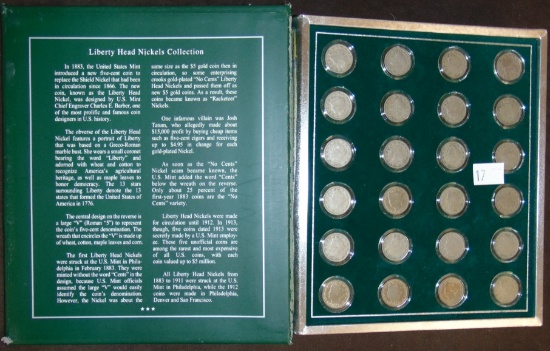 Liberty Head Nickels Collection
In 1883, the United States Mint
introduced a new five-cent coin to
replace the Shield Nickel that had been
in circulation since 1866. The new
coin, known as the Liberty Head
Nickel, was designed by U.S. Mint
Chief Engraver Charles E. Barber, one
of the most prolific and famous coin
designers in U.S. history.
The obverse of the Liberty Head
Nickel features a portrait of Liberty
that was based on a Greco-Roman
marble bust. She wears a small coronet
bearing the word "Liberty" and
adorned with wheat and cotton to
recognize America's agricultural
heritage, as well as maple leaves to
honor democracy. The 13 stars
surrounding Liberty denote the 13
states that formed the United States of
America in 1776.
The central design on the reverse is
a large "V" (Roman "5") to represent
the coin's five-cent denomination. The
wreath that encircles the "V" is made up
of wheat, cotton, maple leaves and corn.
The first Liberty Head Nickels
were struck at the U.S. Mint in Phila-
delphia in February 1883. They were
minted without the word "Cents" in the
design, because U.S. Mint officials
assumed the large "V" would easily
identify the coin's denomination.
However, the Nickel was about the
same size as the $5 gold coin then in
circulation, so some enterprising
crooks gold-plated "No Cents" Liberty
Head Nickels and passed them off as
new $5 gold coins. As a result, these
coins became known as "Racketeer"
Nickels.
One infamous villain was Josh
Tatum, who allegedly made about
$15,000 profit by buying cheap items
such as five-cent cigars and receiving
up to $4.95 in change for each
gold-plated Nickel.
As soon as the "No Cents"
Nickel scam became known, the
U.S. Mint added the word "Cents"
below the wreath on the reverse.
Only about 25 percent of the
first-year 1883 coins are the "No
Cents" variety.
Liberty Head Nickels were made
for circulation until 1912. In 1913,
though, five coins dated 1913 were
secretly made by a U.S. Mint employ-
ee. These five unofficial coins are
among the rarest and most expensive
of all U.S. coins, with each
coin valued up to $5 million.
All Liberty Head Nickels from
1883 to 1911 were struck at the U.S.
Mint in Philadelphia, while the 1912
coins were made in Philadelphia,
Denver and San Francisco.
★★★
17